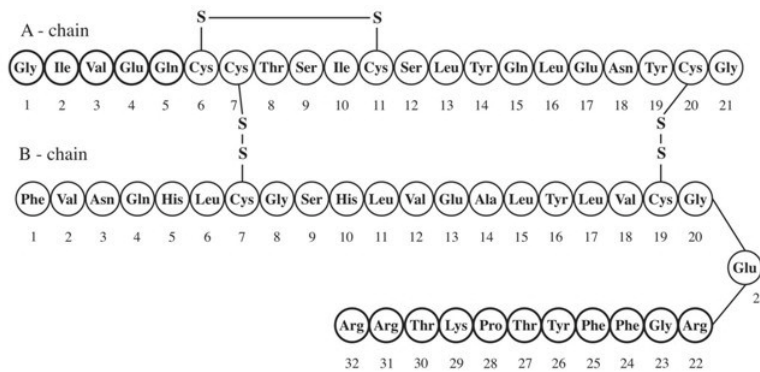 S S
A - chain
Gly Ile Val Glu Gln Cys Cys Thr Ser Ile Cys Ser Leu Tyr Gln Leu Glu Asn Tyr Cys Gly
1 2 3 4 5 6 7 8 9 10 11 12 13 14 15 16 17 18 19 20 21
S S
S S
B - chain
Phe Val Asn Gln His Leu Cys Gly Ser His Leu Val Glu Ala Leu Tyr Leu Val Cys Gly
1 2 3 4 5 6 7 8 9 10 11 12 13 14 15 16 17 18 19 20
Glu
2
Arg Arg Thr Lys Pro Thr Tyr Phe Phe Gly Arg
32 31 30 29 28 27 26 25 24 23 22